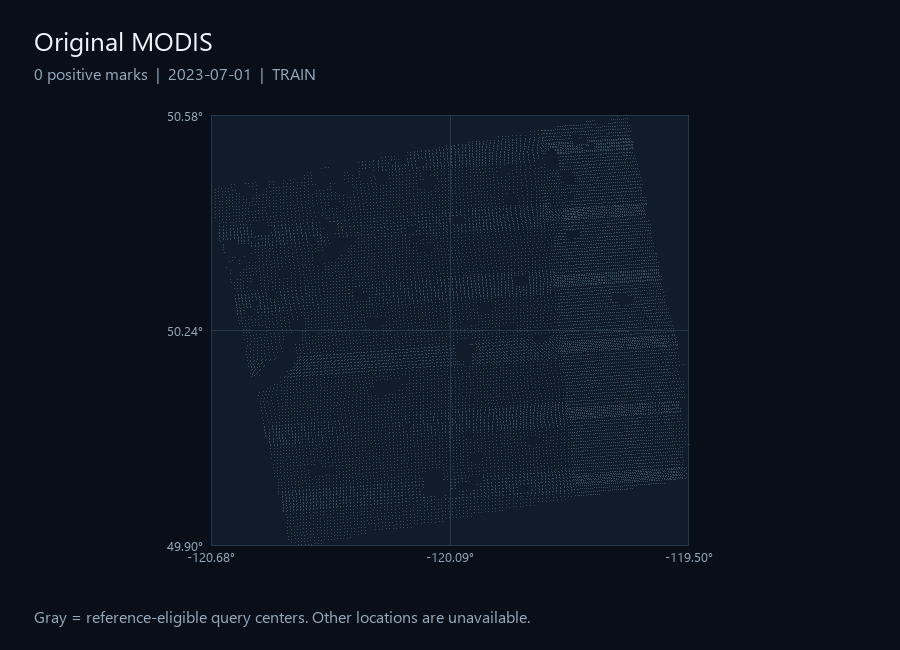 Original MODIS
0 positive marks | 2023-07-01 | TRAIN
50.58°
50.24°
49.90°
-120.68°
-120.09°
-119.50°
Gray = reference-eligible query centers. Other locations are unavailable.